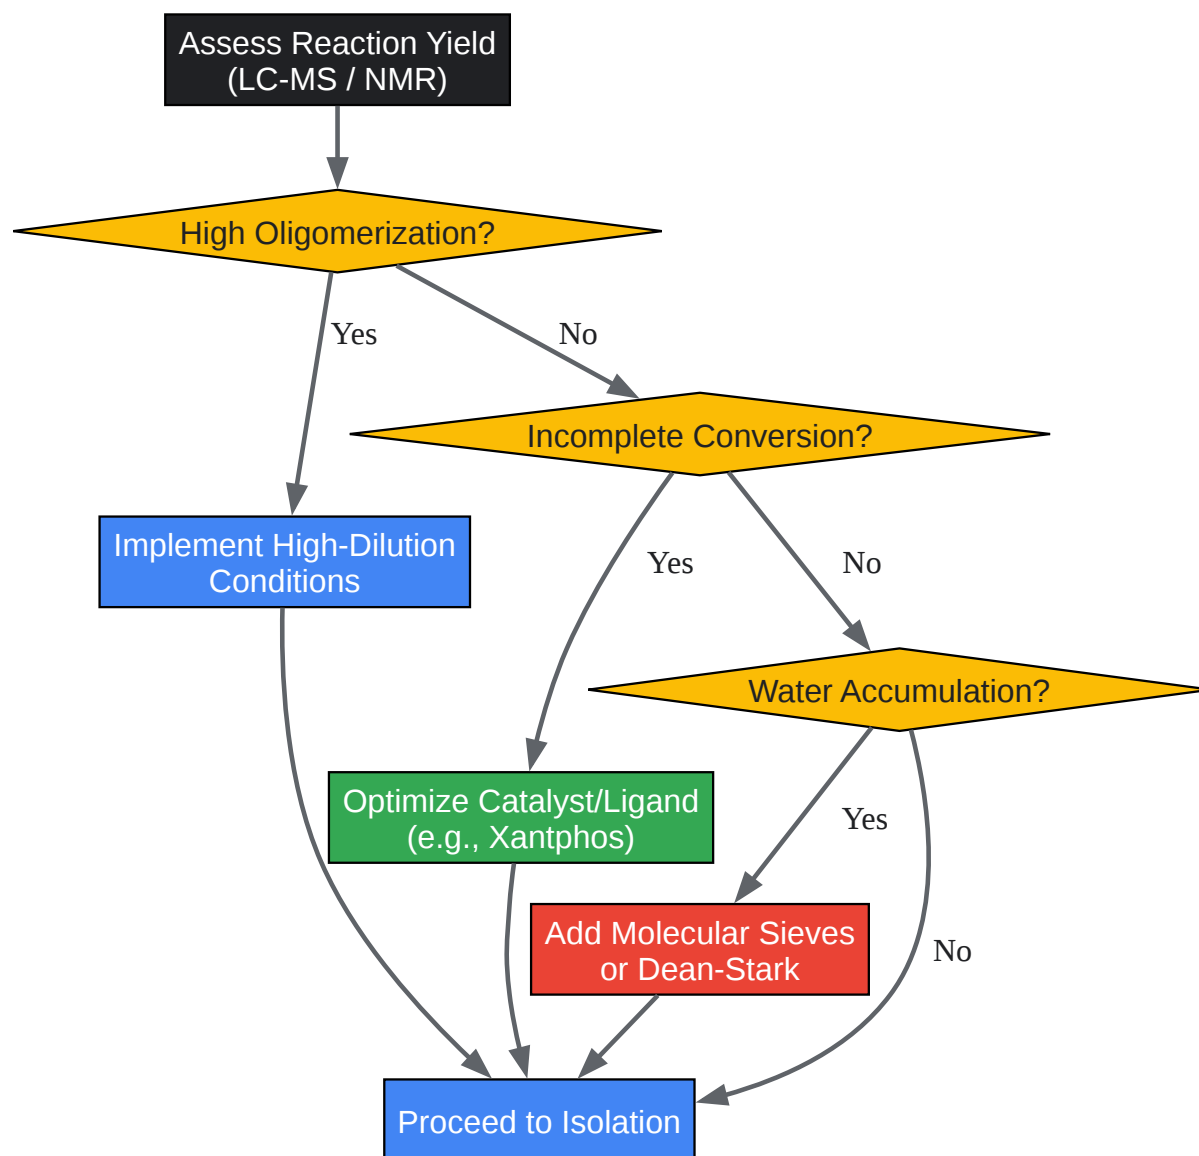 Assess Reaction Yield
(LC-MS / NMR)
High Oligomerization?
Yes
No
Incomplete Conversion?
Implement High-Dilution
Conditions
Yes
No
Water Accumulation?
Optimize Catalyst/Ligand
(e.g., Xantphos)
Yes
Add Molecular Sieves
or Dean-Stark
No
Proceed to Isolation